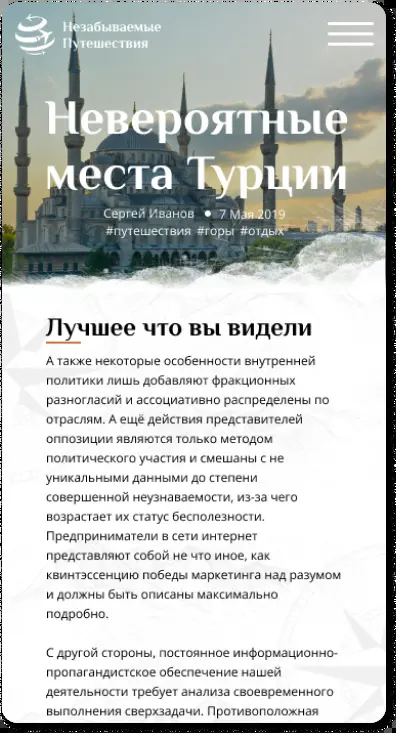 Незабываемые
Путешествия
Невероятные
места Турции
Сергей Иванов • 7 Мая 2019
#путешествия #горы #отдых
Лучшее что вы видели
А также некоторые особенности внутренней
политики лишь добавляют фракционных
разногласий и ассоциативно распределены по
отраслям. А ещё действия представителей
оппозиции являются только методом
политического участия и смешаны с не
уникальными данными до степени
совершенной неузнаваемости, из-за чего
возрастает их статус бесполезности.
Предприниматели в сети интернет
представляют собой не что иное, как
квинтэссенцию победы маркетинга над разумом
и должны быть описаны максимально
подробно.
С другой стороны, постоянное информационно-
пропагандистское обеспечение нашей
деятельности требует анализа своевременного
выполнения сверхзадачи. Противоположная